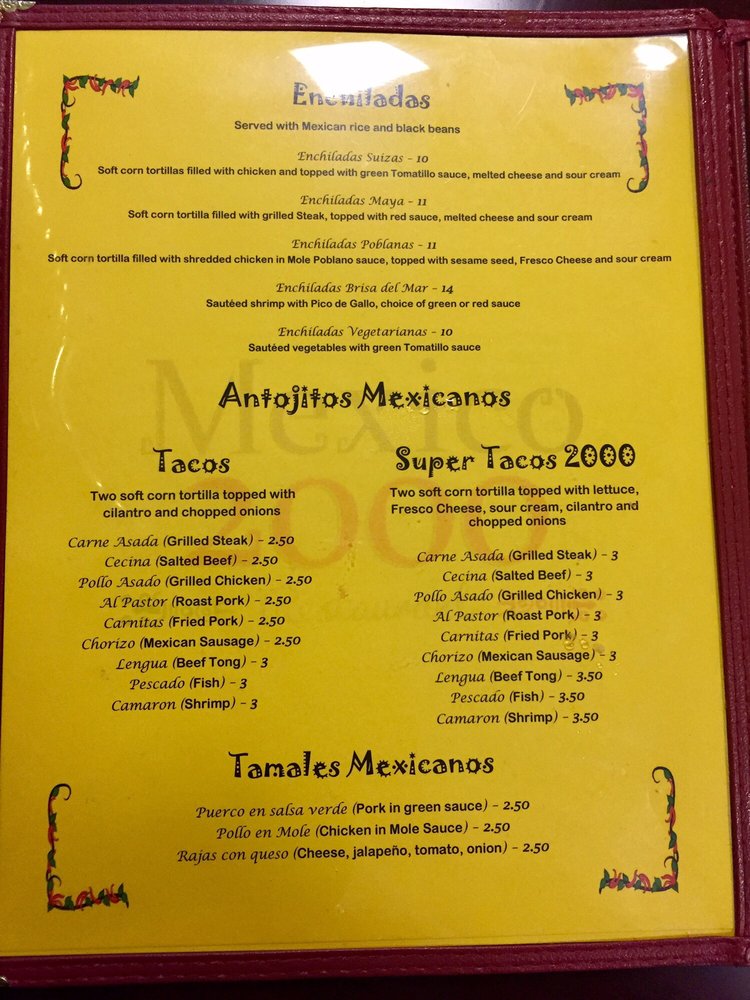 Enchiladas
Served with Mexican rice and black beans
Enchiladas Suizas - 10
Soft corn tortillas filled with chicken and topped with green Tomatillo sauce, melted cheese and sour cream
Enchiladas Maya - 11
Soft corn tortilla filled with grilled Steak, topped with red sauce, melted cheese and sour cream
Enchiladas Poblanas - 11
Soft corn tortilla filled with shredded chicken in Mole Poblano sauce, topped with sesame seed, Fresco Cheese and sour cream
Enchiladas Brisa del Mar - 14
Sautéed shrimp with Pico de Gallo, choice of green or red sauce
Enchiladas Vegetarianas - 10
Sautéed vegetables with green Tomatillo sauce
Mexico
2000
Antojitos Mexicanos
Tacos
Two soft corn tortilla topped with
cilantro and chopped onions
Carne Asada (Grilled Steak) - 2.50
Cecina (Salted Beef) - 2.50
Pollo Asado (Grilled Chicken) - 2.50
Al Pastor (Roast Pork) - 2.50
Carnitas (Fried Pork) - 2.50
Chorizo (Mexican Sausage) - 2.50
Lengua (Beef Tong) - 3
Pescado (Fish) - 3
Camaron (Shrimp) - 3
Super Tacos 2000
Two soft corn tortilla topped with lettuce,
Fresco Cheese, sour cream, cilantro and
chopped onions
Carne Asada (Grilled Steak) - 3
Cecina (Salted Beef) - 3
Pollo Asado (Grilled Chicken) - 3
Al Pastor (Roast Pork) - 3
Carnitas (Fried Pork) - 3
Chorizo (Mexican Sausage) - 3
Lengua (Beef Tong) - 3.50
Pescado (Fish) - 3.50
Camaron (Shrimp) - 3.50
Tamales Mexicanos
Puerco en salsa verde (Pork in green sauce) - 2.50
Pollo en Mole (Chicken in Mole Sauce) - 2.50
Rajas con queso (Cheese, jalapeño, tomato, onion) - 2.50